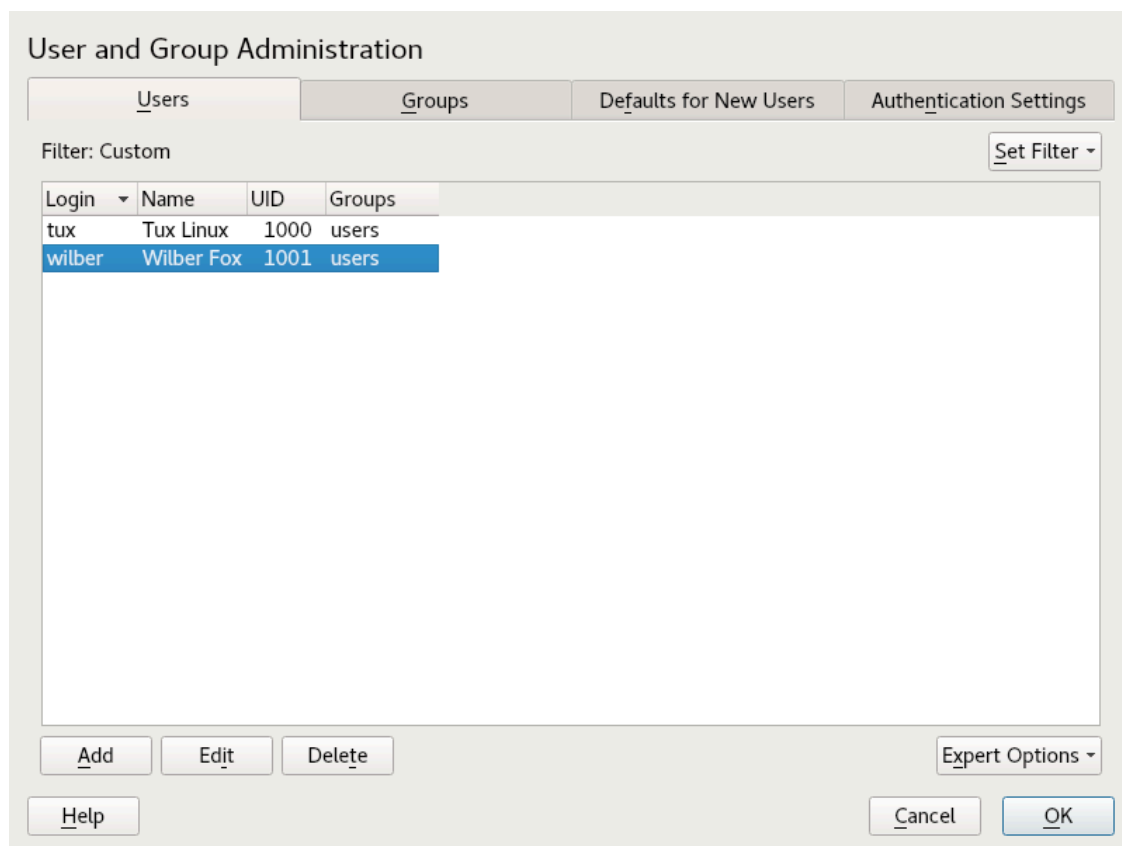 User and Group Administration
Users Groups Defaults for New Users Authentication Settings
Filter: Custom Set Filter
Login Name UID Groups
tux Tux Linux 1000 users
wilber Wilber Fox 1001 users
Add Edit Delete Expert Options
Help Cancel OK